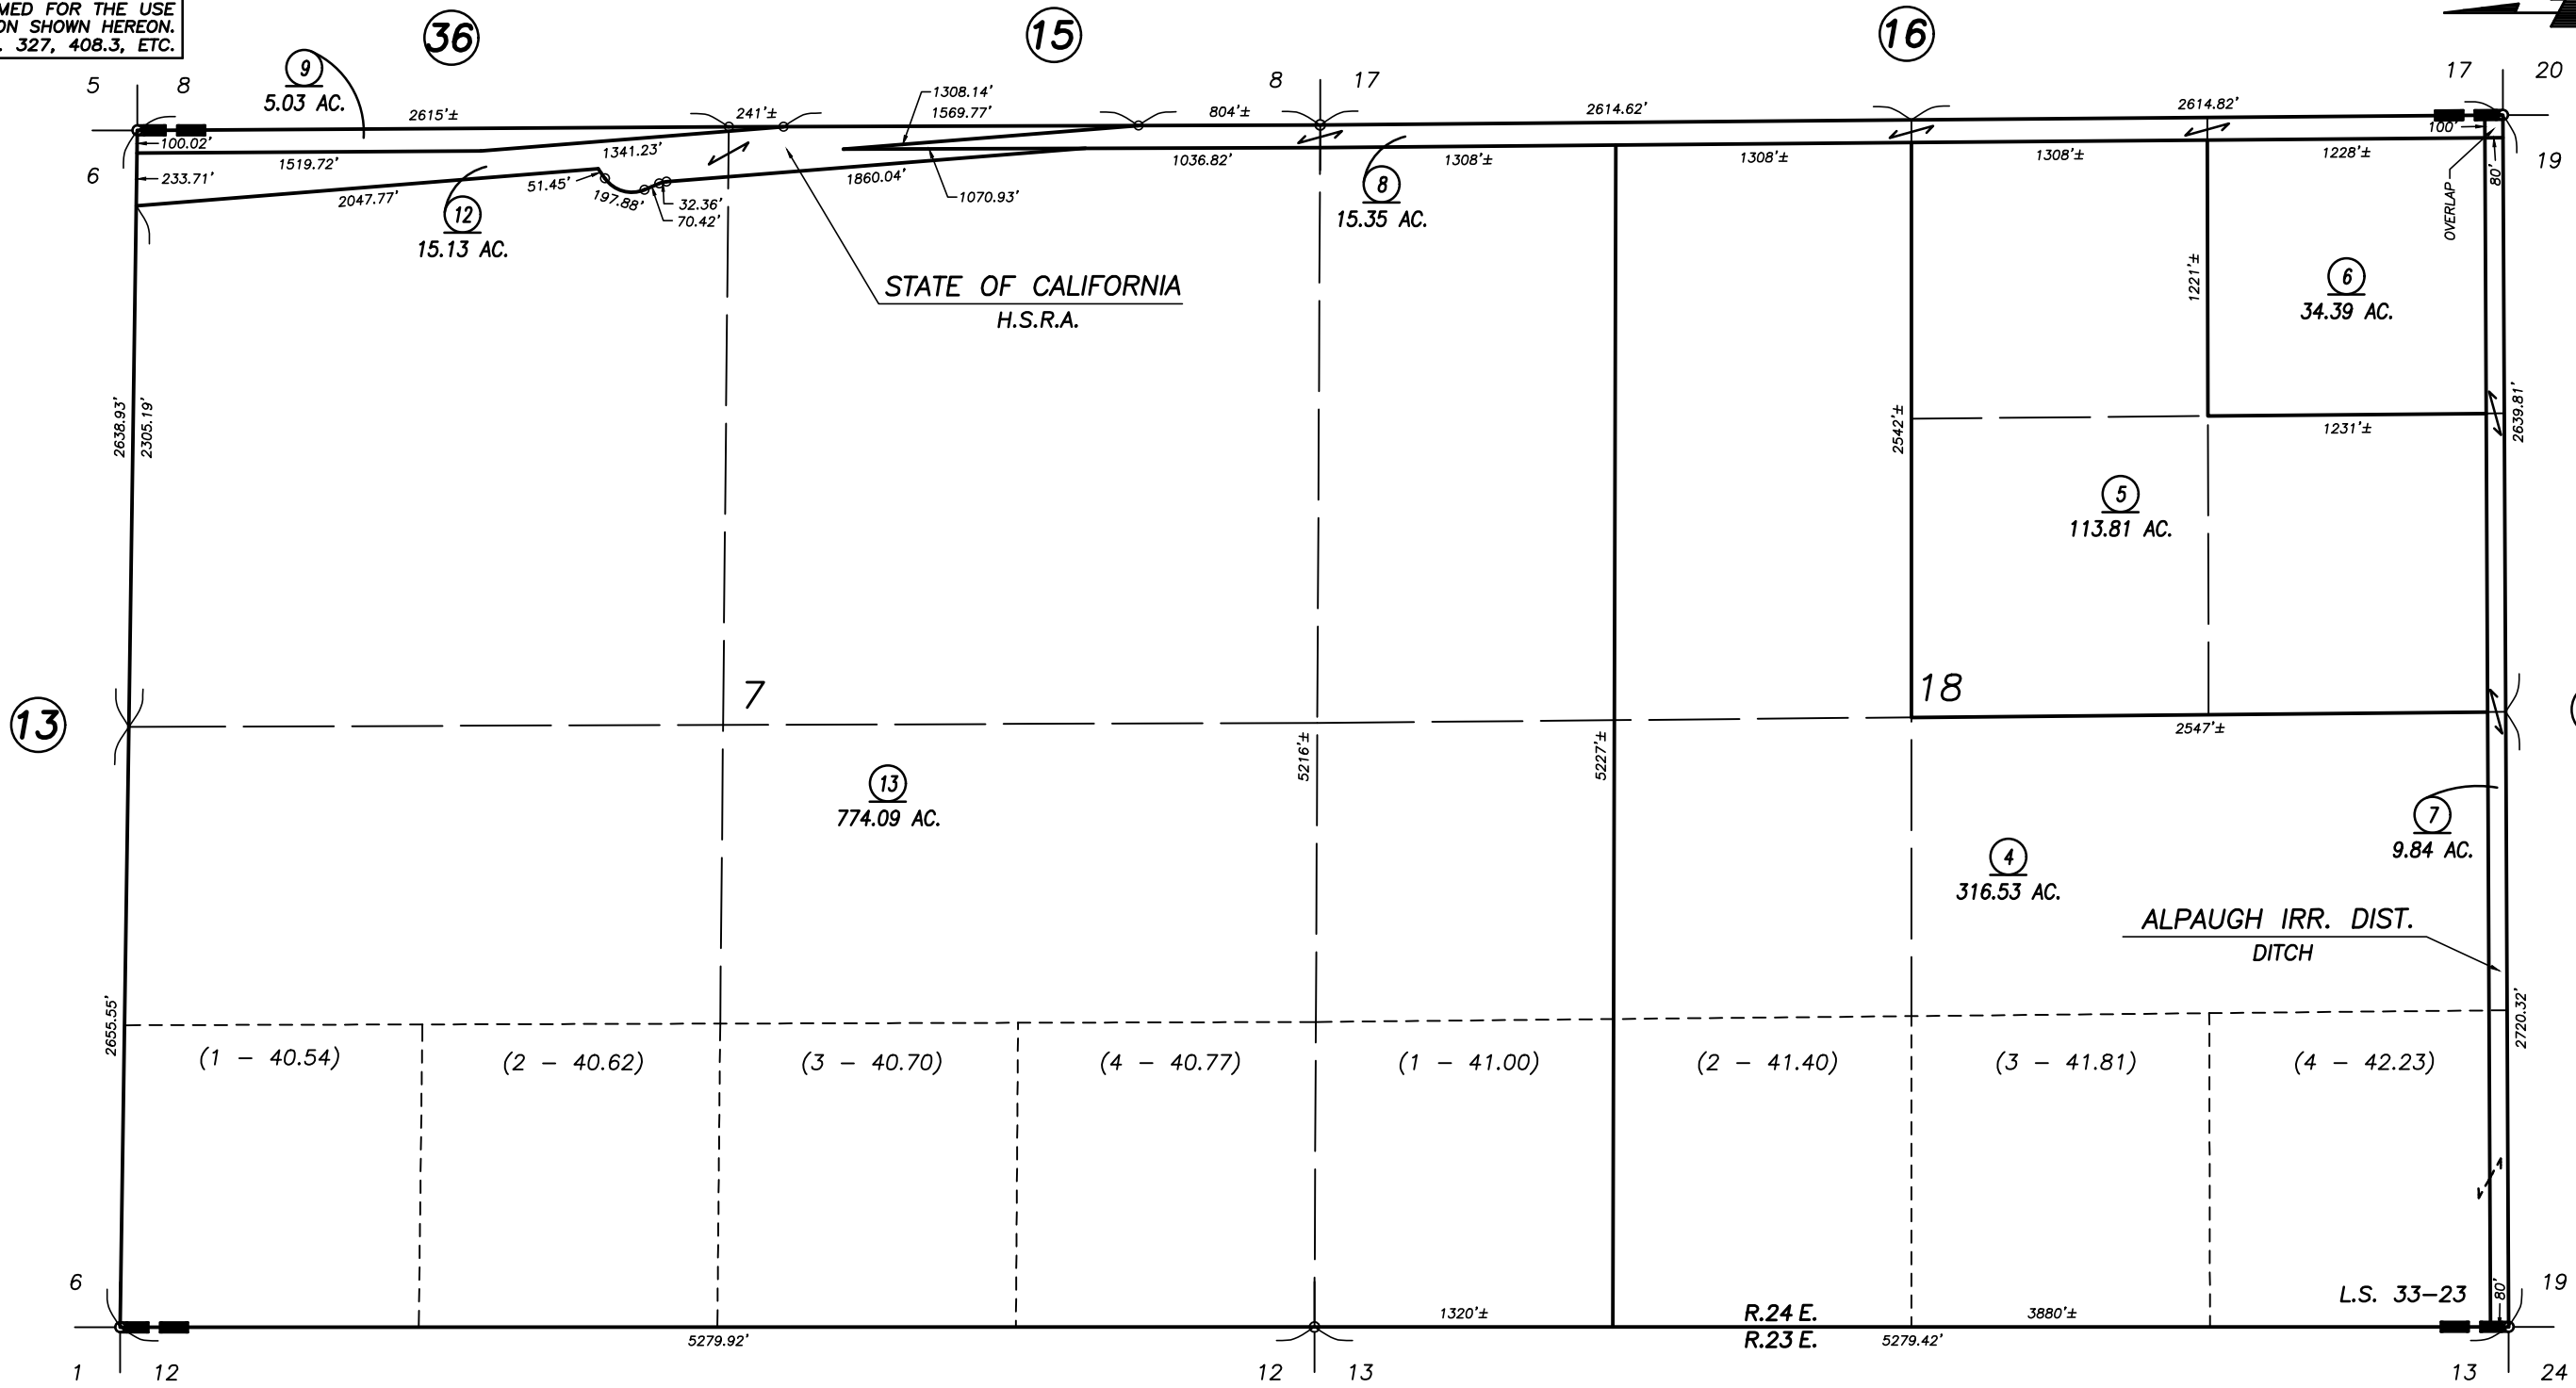 MED FOR THE USE
ON SHOWN HEREON.
. 327, 408.3, ETC.
36
15
16
5
8
9
5.03 AC.
2615'±
241'±
1308.14'
1569.77'
8
17
804'±
2614.62'
2614.82'
17
20
100.02'
1519.72'
1341.23'
100'
6
233.71'
2047.77'
51.45'
197.88'
32.36'
70.42'
1860.04'
1070.93'
1036.82'
1308'±
1308'±
1308'±
1228'±
80'
19
OVERLAP
12
15.13 AC.
8
15.35 AC.
STATE OF CALIFORNIA
H.S.R.A.
1221'±
6
34.39 AC.
2638.93'
2305.19'
2542'±
1231'±
2639.81'
5
113.81 AC.
13
7
18
2547'±
5216'±
5227'±
13
774.09 AC.
4
316.53 AC.
7
9.84 AC.
ALPAUGH IRR. DIST.
DITCH
2655.55'
2720.32'
(1 – 40.54)
(2 – 40.62)
(3 – 40.70)
(4 – 40.77)
(1 – 41.00)
(2 – 41.40)
(3 – 41.81)
(4 – 42.23)
6
L.S. 33–23
80'
19
1320'±
R.24 E.
3880'±
5279.92'
R.23 E.
5279.42'
1
12
12
13
13
24